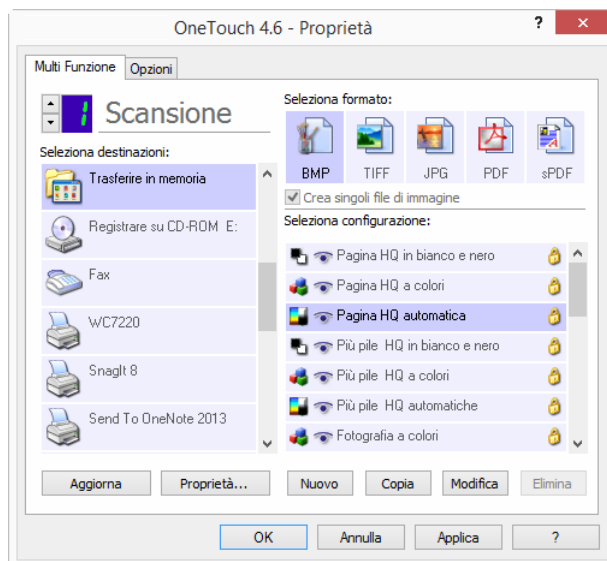 OneTouch 4.6 - Proprietà
?
×
Multi Funzione
Opzioni
1
Scansione
Seleziona destinazioni:
Trasferire in memoria
Registrare su CD-ROM E:
Fax
WC7220
SnagIt 8
Send To OneNote 2013
Aggiorna
Proprietà...
Seleziona formato:
BMP
TIFF
JPG
PDF
sPDF
Crea singoli file di immagine
Seleziona configurazione:
Pagina HQ in bianco e nero
Pagina HQ a colori
Pagina HQ automatica
Più pile HQ in bianco e nero
Più pile HQ a colori
Più pile HQ automatiche
Fotografia a colori
Nuovo
Copia
Modifica
Elimina
OK
Annulla
Applica
?